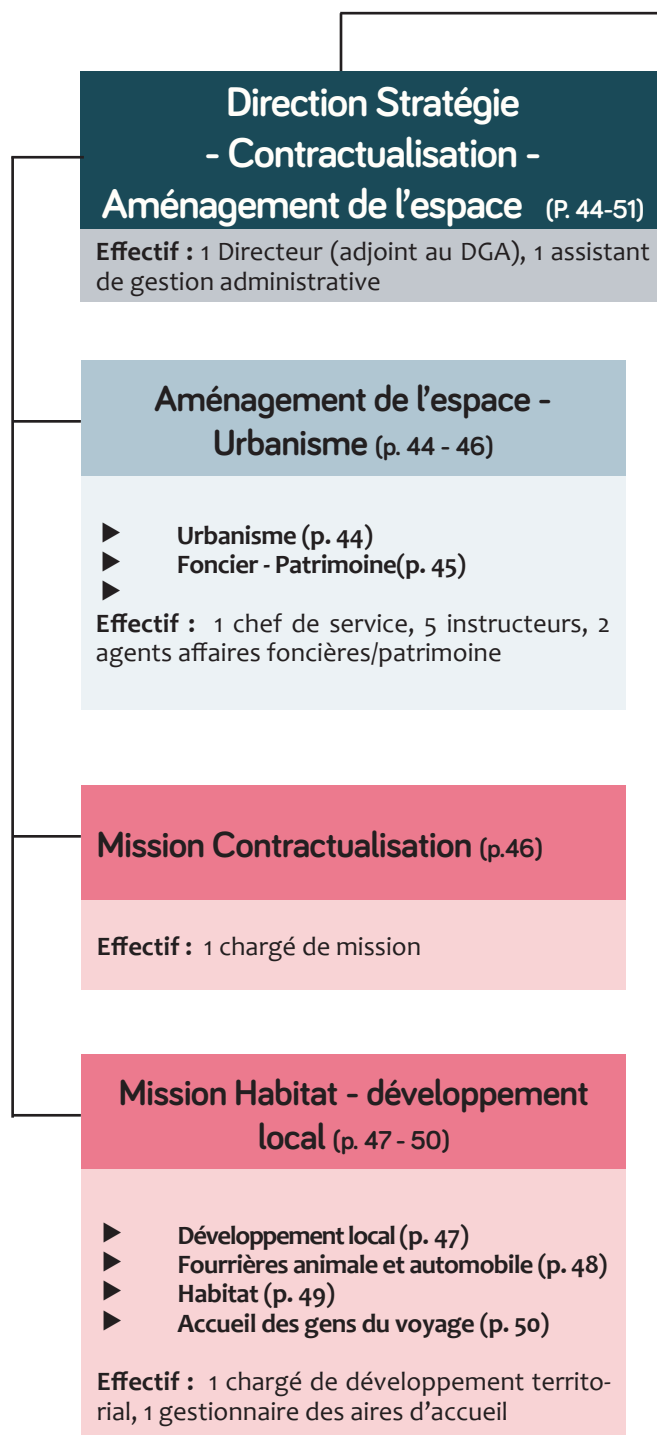 Direction Stratégie
- Contractualisation -
Aménagement de l’espace (P. 44-51)
Effectif : 1 Directeur (adjoint au DGA), 1 assistant
de gestion administrative
Aménagement de l’espace -
Urbanisme (p. 44 - 46)
▶ Urbanisme (p. 44)
▶ Foncier - Patrimoine(p. 45)
▶
Effectif : 1 chef de service, 5 instructeurs, 2
agents affaires foncières/patrimoine
Mission Contractualisation (p.46)
Effectif : 1 chargé de mission
Mission Habitat - développement
local (p. 47 - 50)
▶ Développement local (p. 47)
▶ Fourrières animale et automobile (p. 48)
▶ Habitat (p. 49)
▶ Accueil des gens du voyage (p. 50)
Effectif : 1 chargé de développement territo-
rial, 1 gestionnaire des aires d’accueil